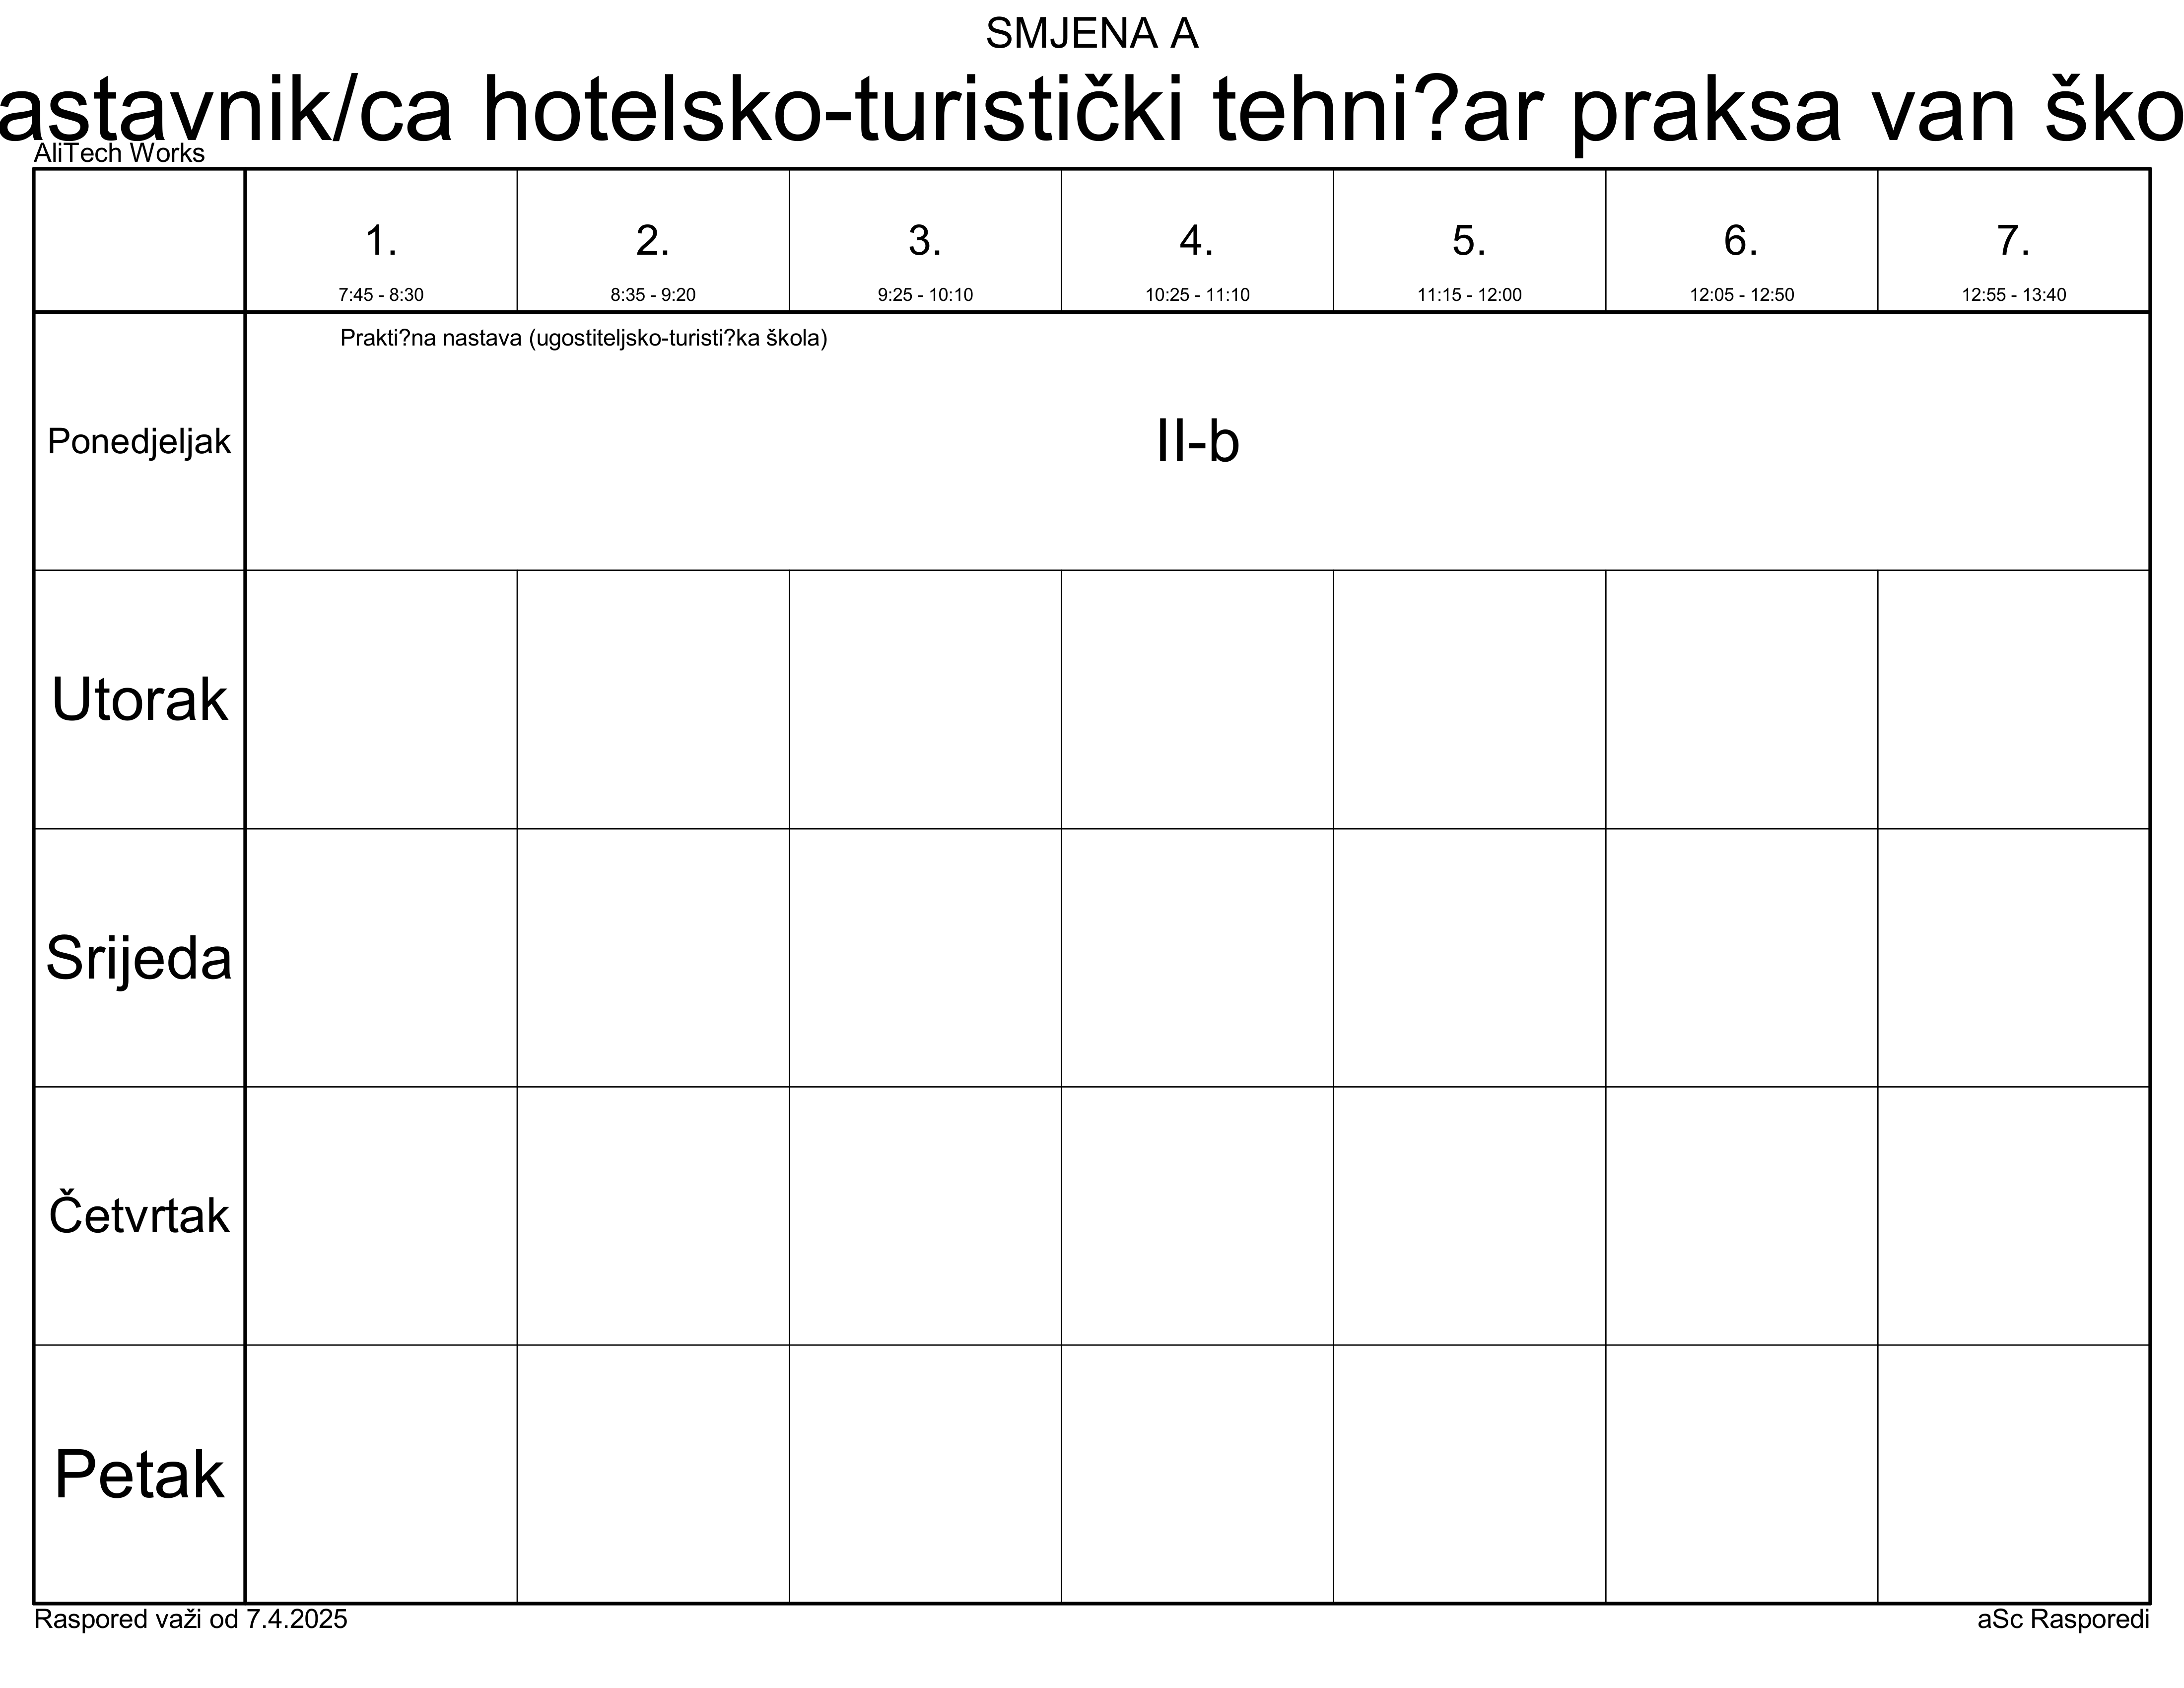 SMJENA A
astavnik/ca hotelsko-turistički tehni?ar praksa van ško
AliTech Works
1. 2. 3. 4. 5. 6. 7.
7:45 - 8:30 8:35 - 9:20 9:25 - 10:10 10:25 - 11:10 11:15 - 12:00 12:05 - 12:50 12:55 - 13:40
Prakti?na nastava (ugostiteljsko-turisti?ka škola)
Ponedjeljak II-b
Utorak
Srijeda
Četvrtak
Petak
Raspored važi od 7.4.2025 aSc Rasporedi